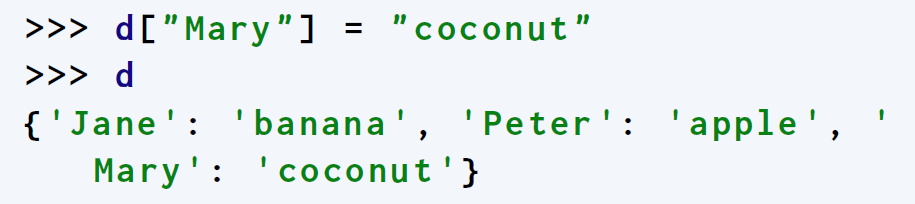 >>> d["Mary"] = "coconut"
>>> d
{'Jane': 'banana', 'Peter': 'apple', '
Mary': 'coconut'}